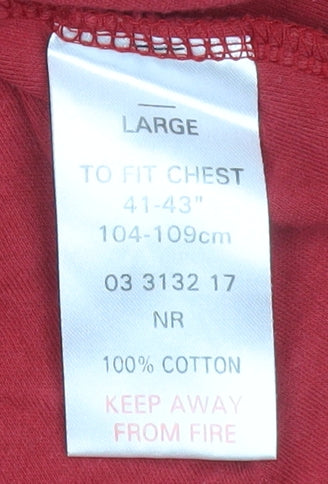 LARGE
TO FIT CHEST
41-43"
104-109cm
03 3132 17
NR
100% COTTON
KEEP AWAY
FROM FIRE